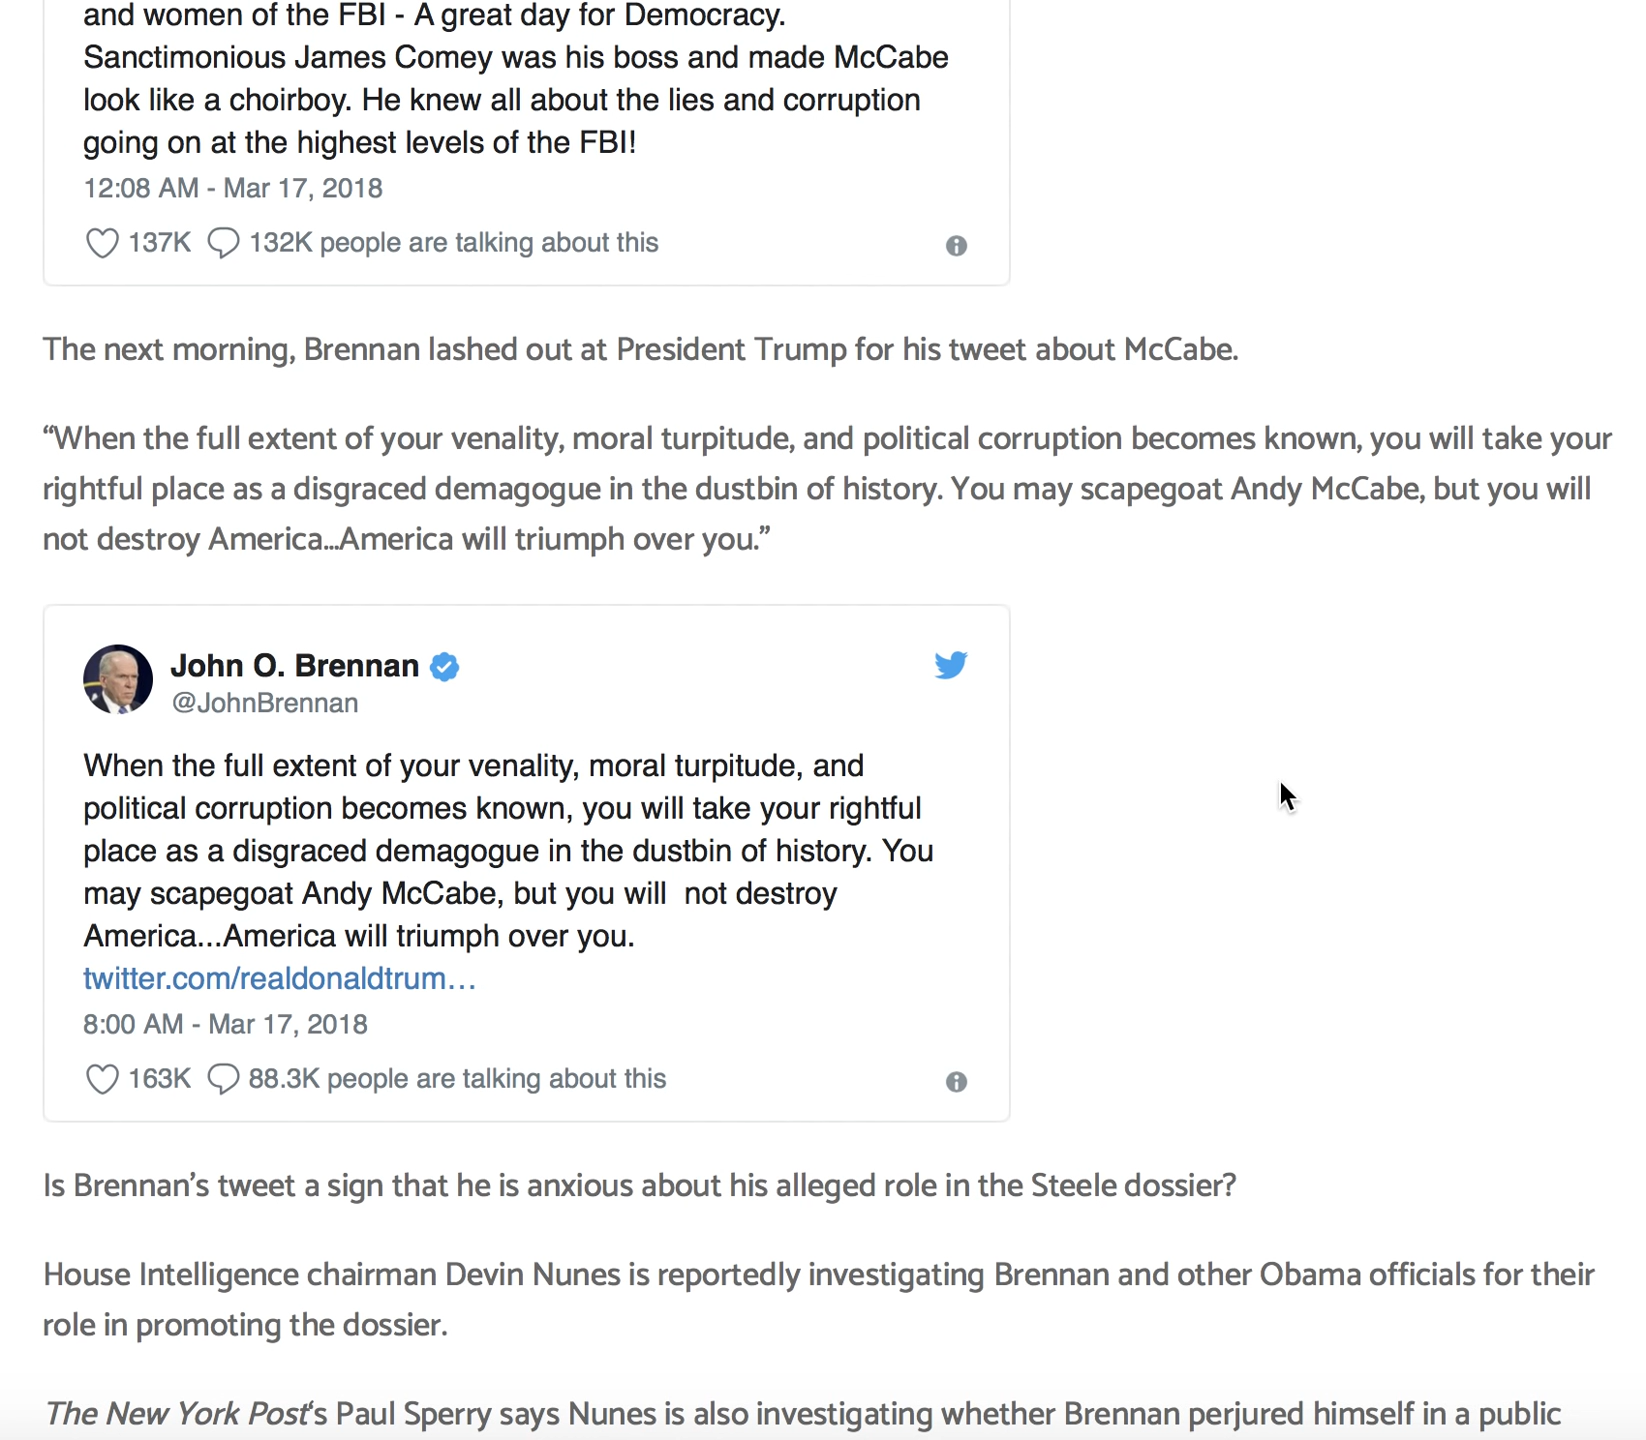 and women of the FBI - A great day for Democracy.
Sanctimonious James Comey was his boss and made McCabe
look like a choirboy. He knew all about the lies and corruption
going on at the highest levels of the FBI!
12:08 AM - Mar 17, 2018
137K 132K people are talking about this
The next morning, Brennan lashed out at President Trump for his tweet about McCabe.
“When the full extent of your venality, moral turpitude, and political corruption becomes known, you will take your
rightful place as a disgraced demagogue in the dustbin of history. You may scapegoat Andy McCabe, but you will
not destroy America…America will triumph over you.”
John O. Brennan
@JohnBrennan
When the full extent of your venality, moral turpitude, and
political corruption becomes known, you will take your rightful
place as a disgraced demagogue in the dustbin of history. You
may scapegoat Andy McCabe, but you will  not destroy
America...America will triumph over you.
twitter.com/realdonaldtrum…
8:00 AM - Mar 17, 2018
163K 88.3K people are talking about this
Is Brennan’s tweet a sign that he is anxious about his alleged role in the Steele dossier?
House Intelligence chairman Devin Nunes is reportedly investigating Brennan and other Obama officials for their
role in promoting the dossier.
The New York Post‘s Paul Sperry says Nunes is also investigating whether Brennan perjured himself in a public